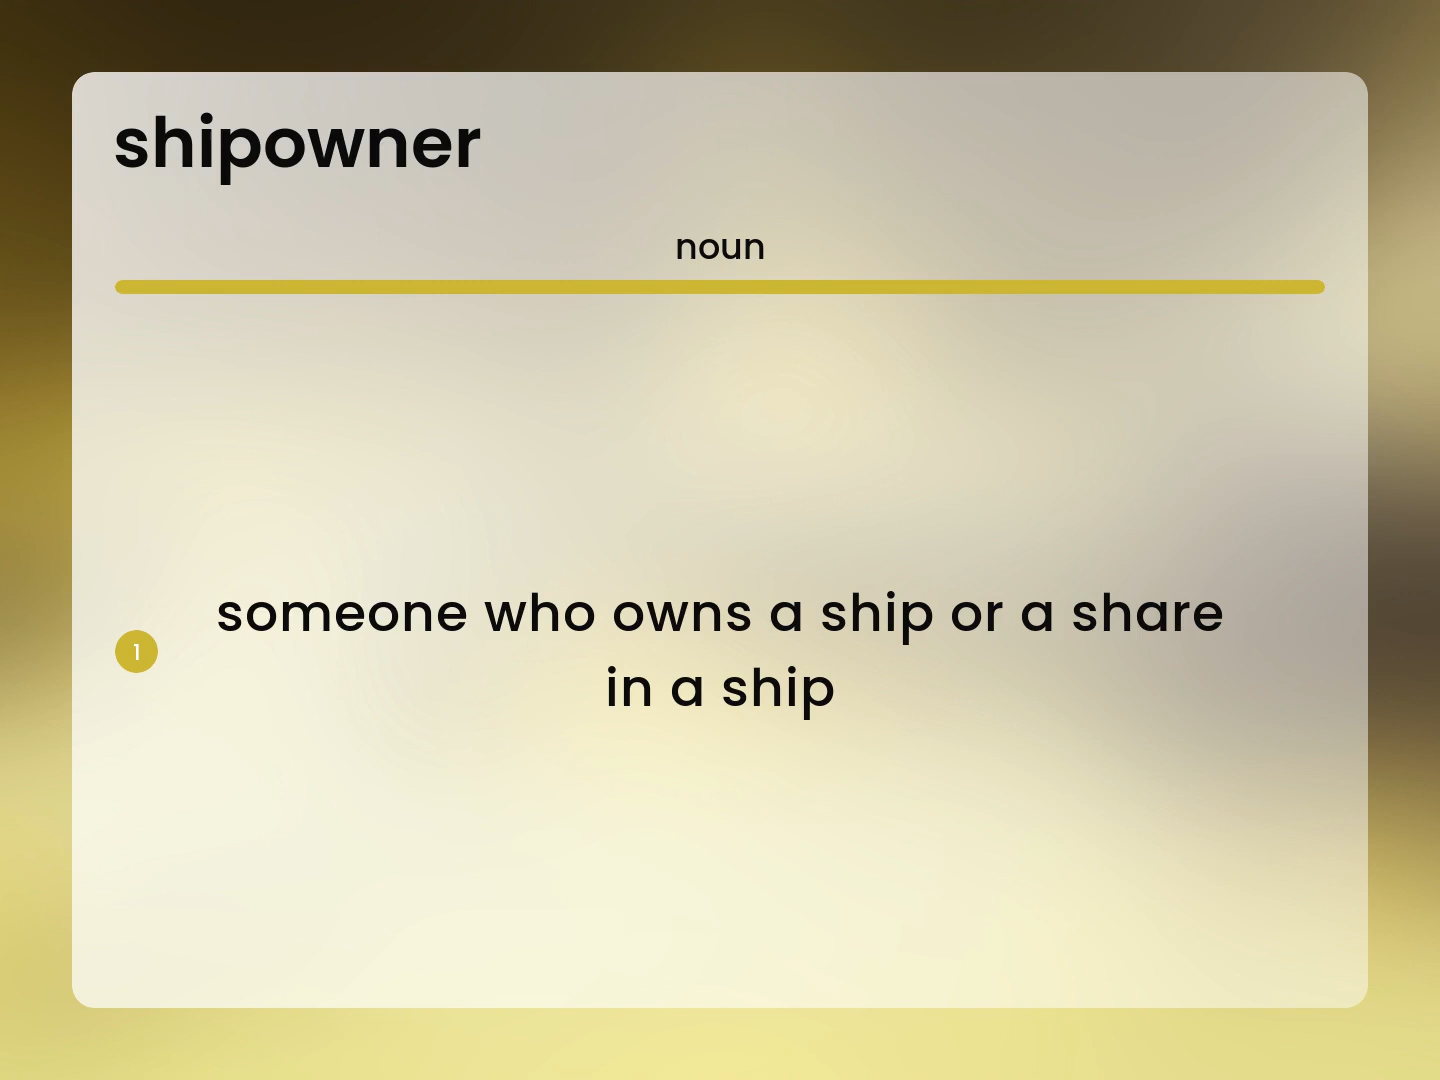 shipowner
noun
1
someone who owns a ship or a share
in a ship